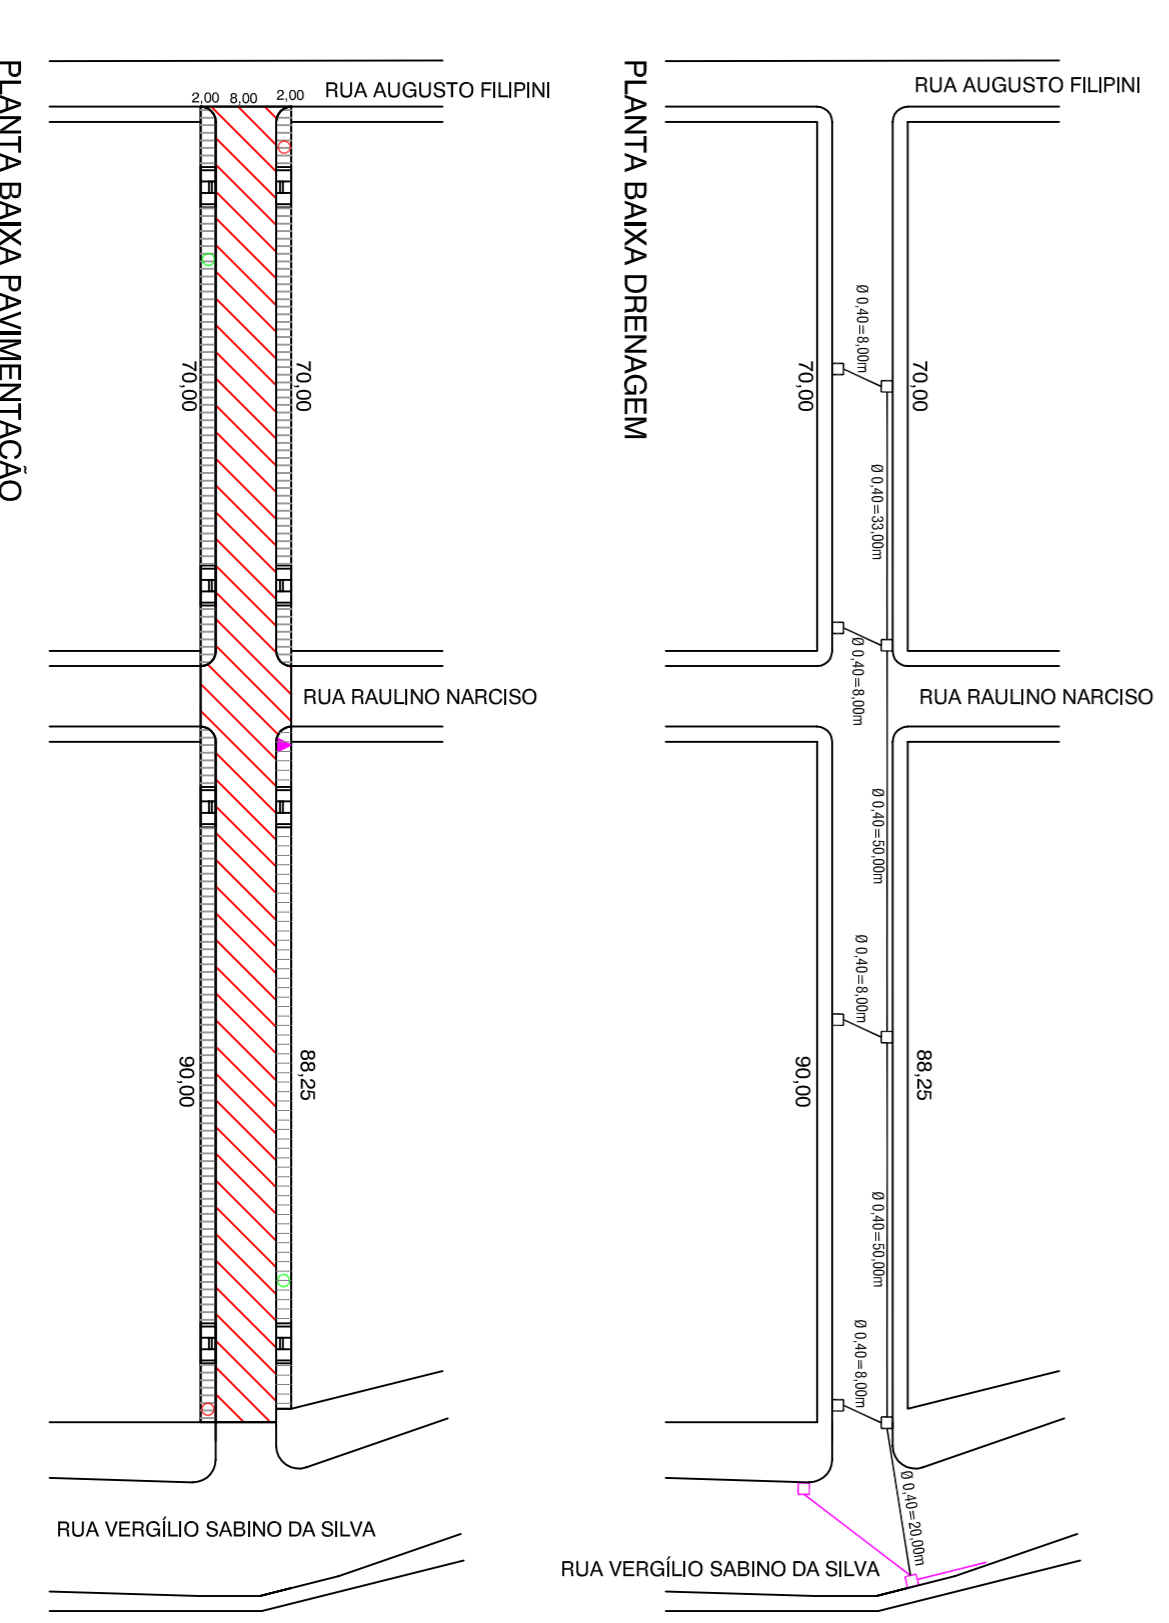 PLANTA BAIXA PAVIMENTAÇÃO
2,00
8,00
2,00
RUA AUGUSTO FILIPINI
70,00
70,00
RUA RAULINO NARCISO
90,00
88,25
RUA VERGÍLIO SABINO DA SILVA
PLANTA BAIXA DRENAGEM
RUA AUGUSTO FILIPINI
Ø 0,40=8,00m
70,00
70,00
Ø 0,40=33,00m
Ø 0,40=8,00m
RUA RAULINO NARCISO
Ø 0,40=50,00m
Ø 0,40=8,00m
90,00
88,25
Ø 0,40=50,00m
Ø 0,40=8,00m
Ø 0,40=20,00m
RUA VERGÍLIO SABINO DA SILVA